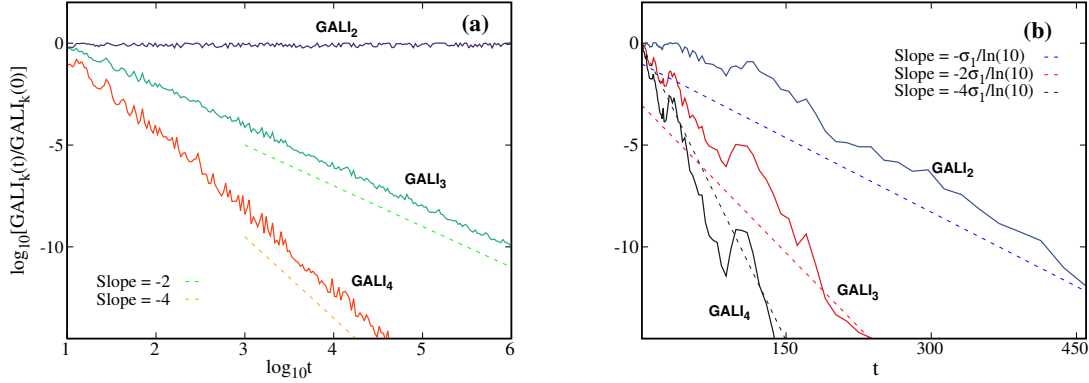 GALI₂
(a)
0
-5
-10
log₁₀[GALIₖ(t)/GALIₖ(0)]
GALI₃
GALI₄
Slope = -2
Slope = -4
1
2
3
4
5
6
log₁₀t
(b)
0
-5
-10
Slope = -σ₁/ln(10)
Slope = -2σ₁/ln(10)
Slope = -4σ₁/ln(10)
GALI₂
GALI₃
GALI₄
150
300
450
t